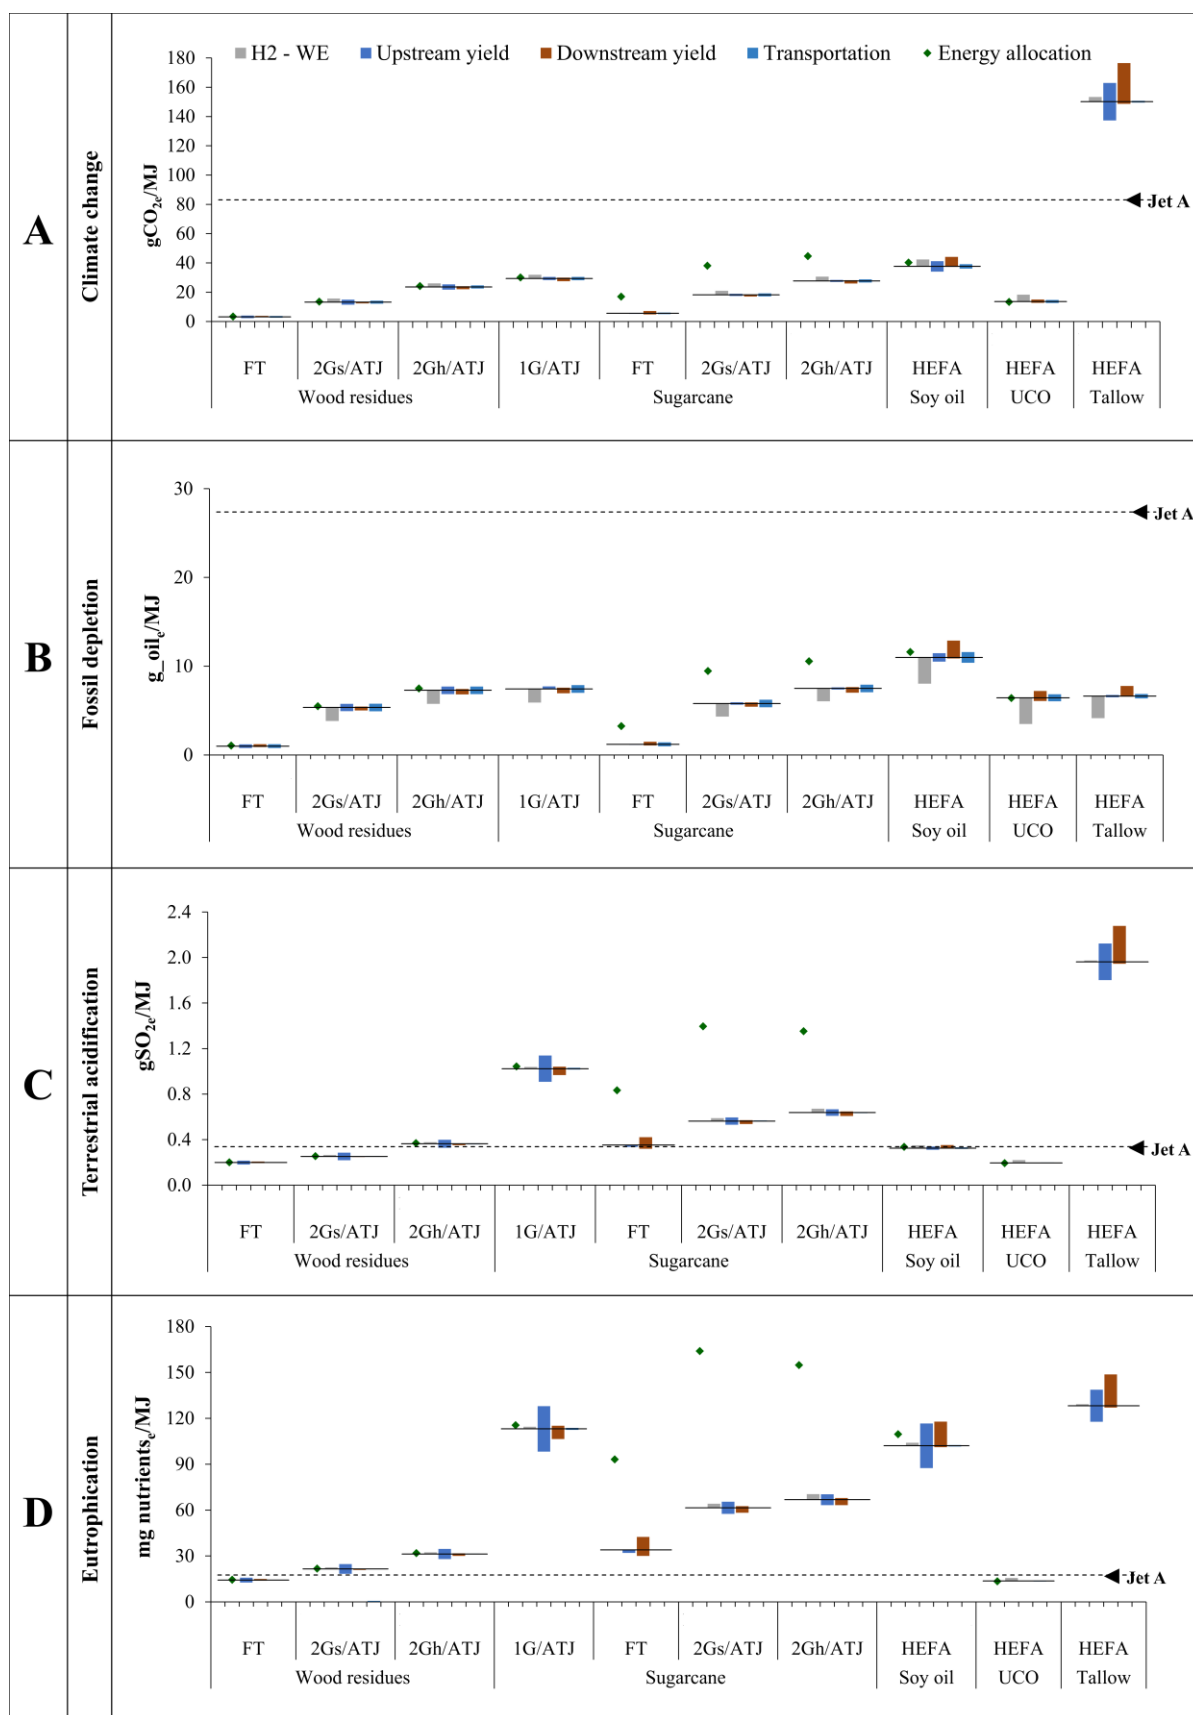 A
Climate change
gCO2e/MJ
H2 - WE Upstream yield Downstream yield Transportation Energy allocation
180
160
140
120
100
80
60
40
20
0
Jet A
FT 2Gs/ATJ 2Gh/ATJ 1G/ATJ FT 2Gs/ATJ 2Gh/ATJ HEFA HEFA HEFA
Wood residues Sugarcane Soy oil UCO Tallow
B
Fossil depletion
g_oile/MJ
30
20
10
0
Jet A
FT 2Gs/ATJ 2Gh/ATJ 1G/ATJ FT 2Gs/ATJ 2Gh/ATJ HEFA HEFA HEFA
Wood residues Sugarcane Soy oil UCO Tallow
C
Terrestrial acidification
gSO2e/MJ
2.4
2.0
1.6
1.2
0.8
0.4
0.0
Jet A
FT 2Gs/ATJ 2Gh/ATJ 1G/ATJ FT 2Gs/ATJ 2Gh/ATJ HEFA HEFA HEFA
Wood residues Sugarcane Soy oil UCO Tallow
D
Eutrophication
mg nutrientse/MJ
180
150
120
90
60
30
0
Jet A
FT 2Gs/ATJ 2Gh/ATJ 1G/ATJ FT 2Gs/ATJ 2Gh/ATJ HEFA HEFA HEFA
Wood residues Sugarcane Soy oil UCO Tallow